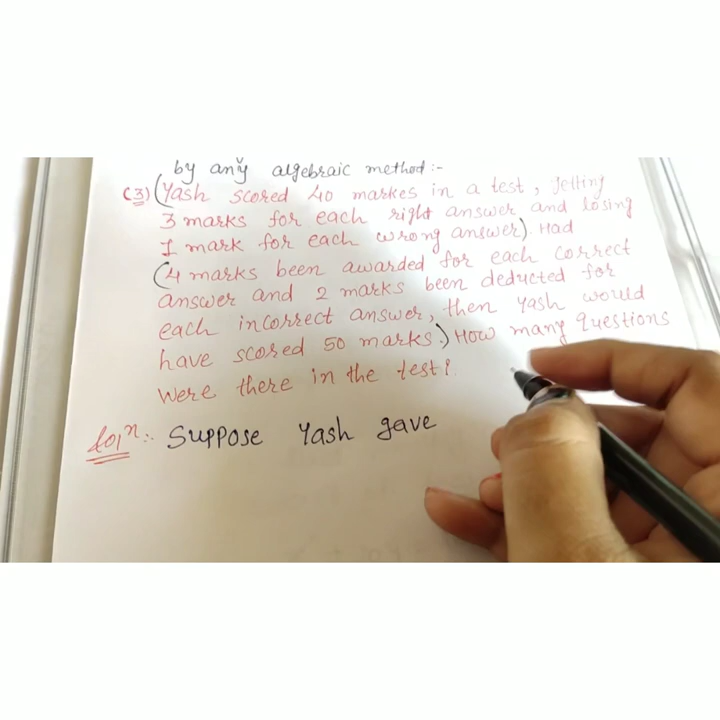 by any algebraic method:-
(3) (Yash scored 40 markes in a test, getting
3 marks for each right answer and losing
1 mark for each wrong answer). Had
(4 marks been awarded for each correct
answer and 2 marks been deducted for
each incorrect answer, then Yash would
have scored 50 marks.) How many questions
were there in the test?.
Solⁿ:- Suppose Yash gave